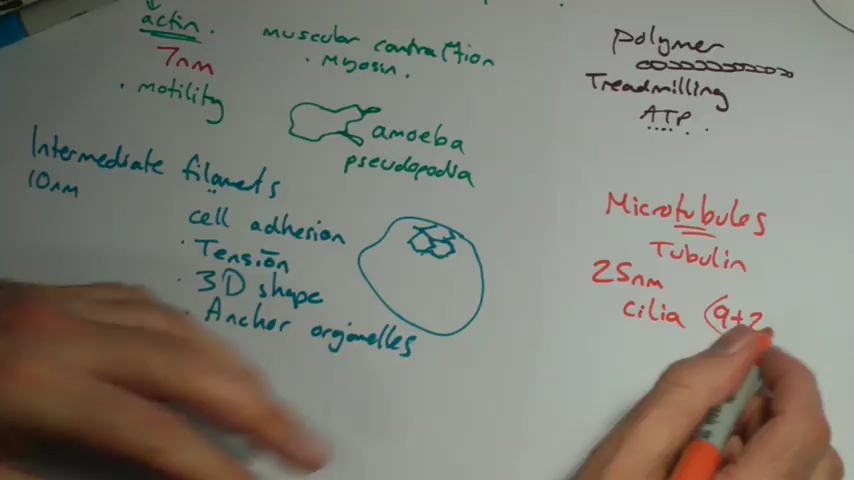 actin.
7nm
· motility
muscular contraction
· myosin.
amoeba
pseudopodia
Intermediate filaments
10nm
cell adhesion
· Tension
· 3D shape
· Anchor organelles
polymer
Treadmilling
ATP
Microtubules
Tubulin
25nm
cilia (9+2